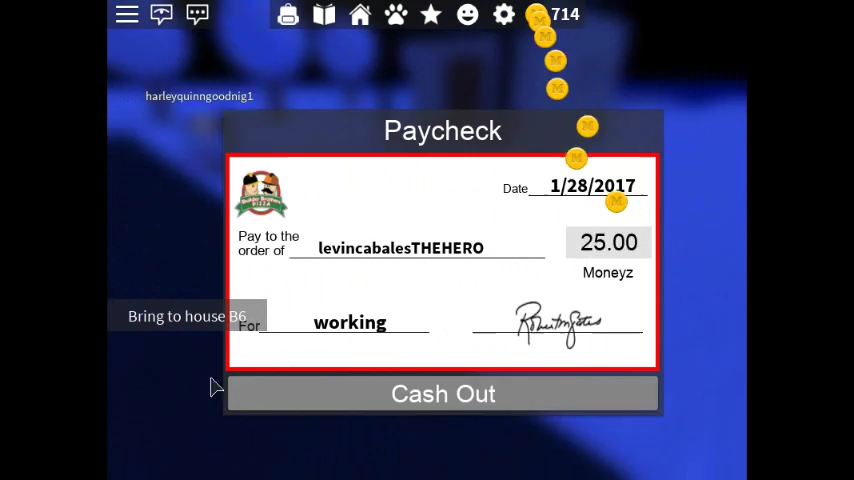 714
harleyquinngoodnig1
Paycheck
Date 1/28/2017
Pay to the
order of levincabalesTHEHERO
25.00
Moneyz
Bring to house B6
For working
Cash Out